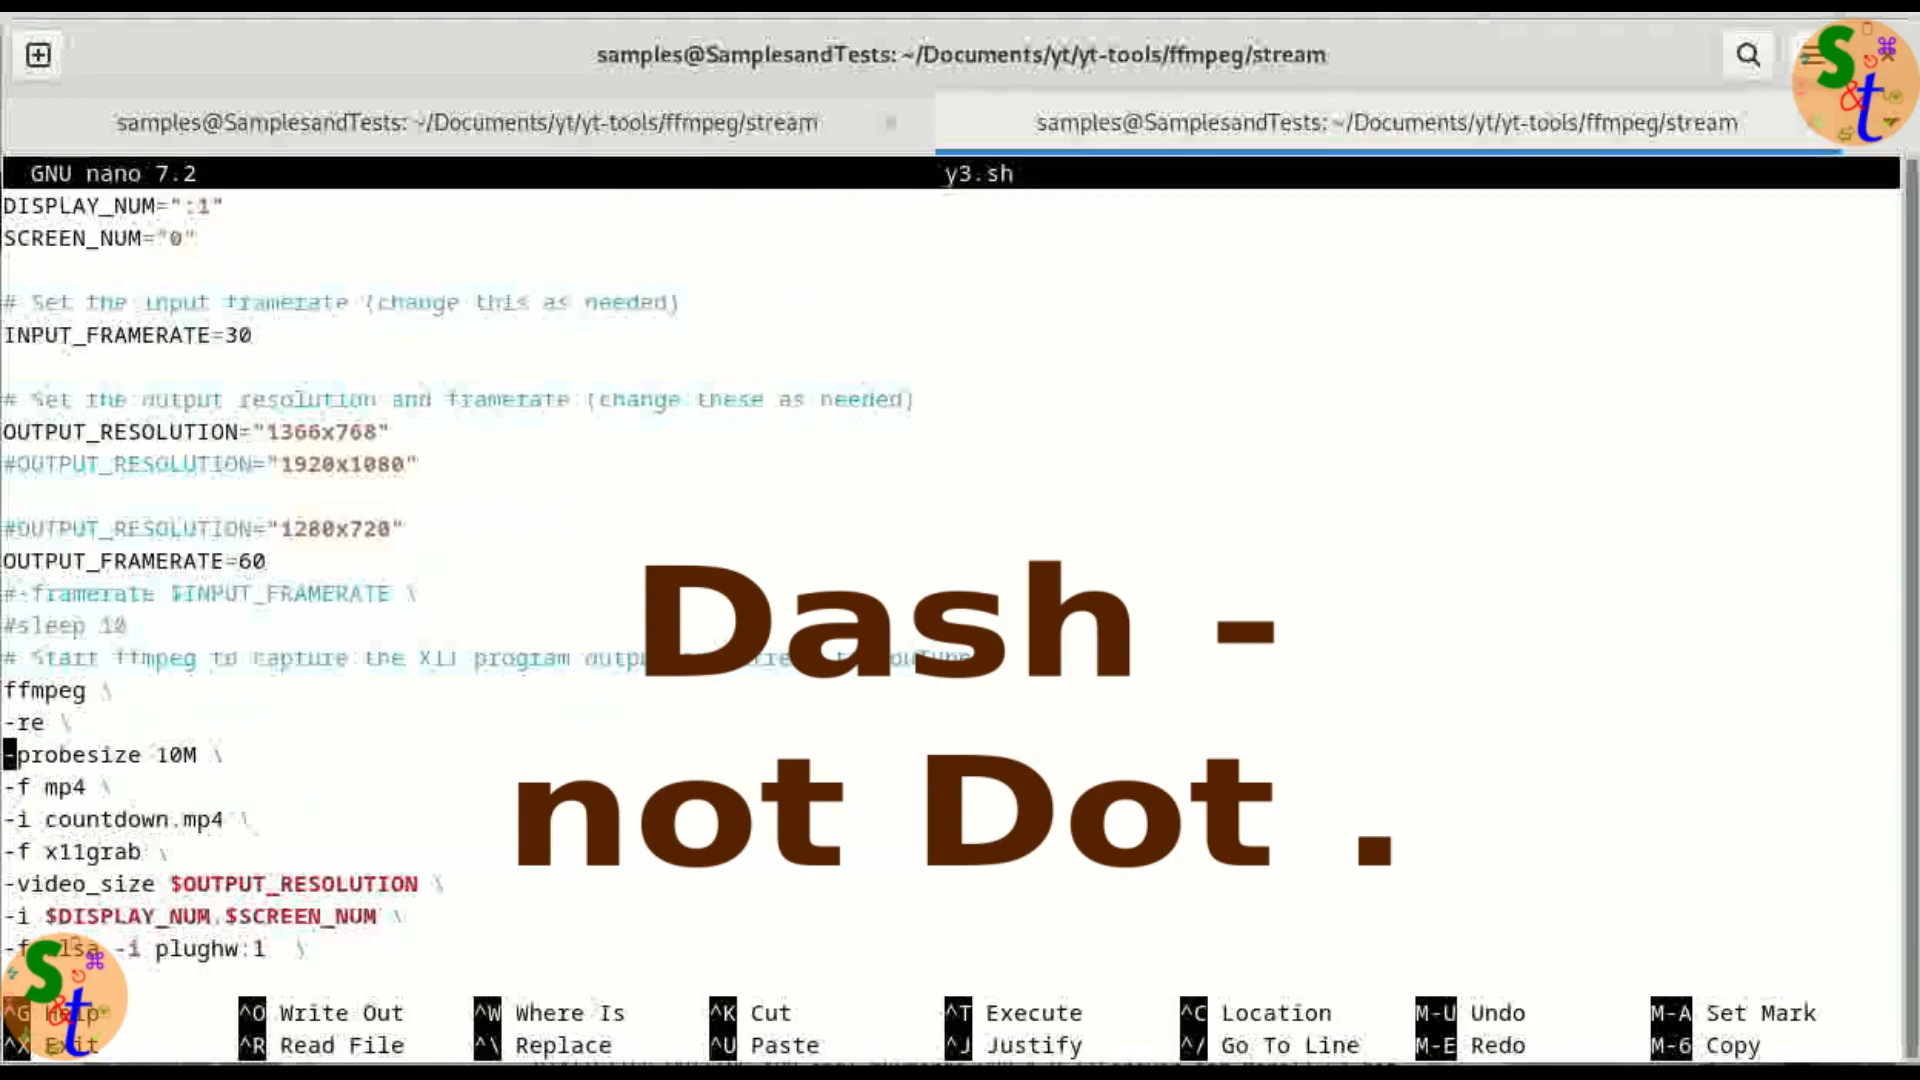 samples@SamplesandTests: ~/Documents/yt/yt-tools/ffmpeg/stream
samples@SamplesandTests: ~/Documents/yt/yt-tools/ffmpeg/stream
samples@SamplesandTests: ~/Documents/yt/yt-tools/ffmpeg/stream
S&t
GNU nano 7.2 y3.sh
DISPLAY_NUM=":1"
SCREEN_NUM="0"
# Set the input framerate (change this as needed)
INPUT_FRAMERATE=30
# Set the output resolution and framerate (change these as needed)
OUTPUT_RESOLUTION="1366x768"
#OUTPUT_RESOLUTION="1920x1080"
#OUTPUT_RESOLUTION="1280x720"
OUTPUT_FRAMERATE=60
#-framerate $INPUT_FRAMERATE \
#sleep 10
# Start ffmpeg to capture the X11 program
ffmpeg \
-re \
-probesize 10M \
-f mp4 \
-i countdown.mp4 \
-f x11grab \
-video_size $OUTPUT_RESOLUTION \
-i $DISPLAY_NUM.$SCREEN_NUM \
-f alsa -i plughw:1 \
Dash -
not Dot .
S&t
^G Help ^O Write Out ^W Where Is ^K Cut ^T Execute ^C Location M-U Undo M-A Set Mark
^X Exit ^R Read File ^\ Replace ^U Paste ^J Justify ^/ Go To Line M-E Redo M-6 Copy